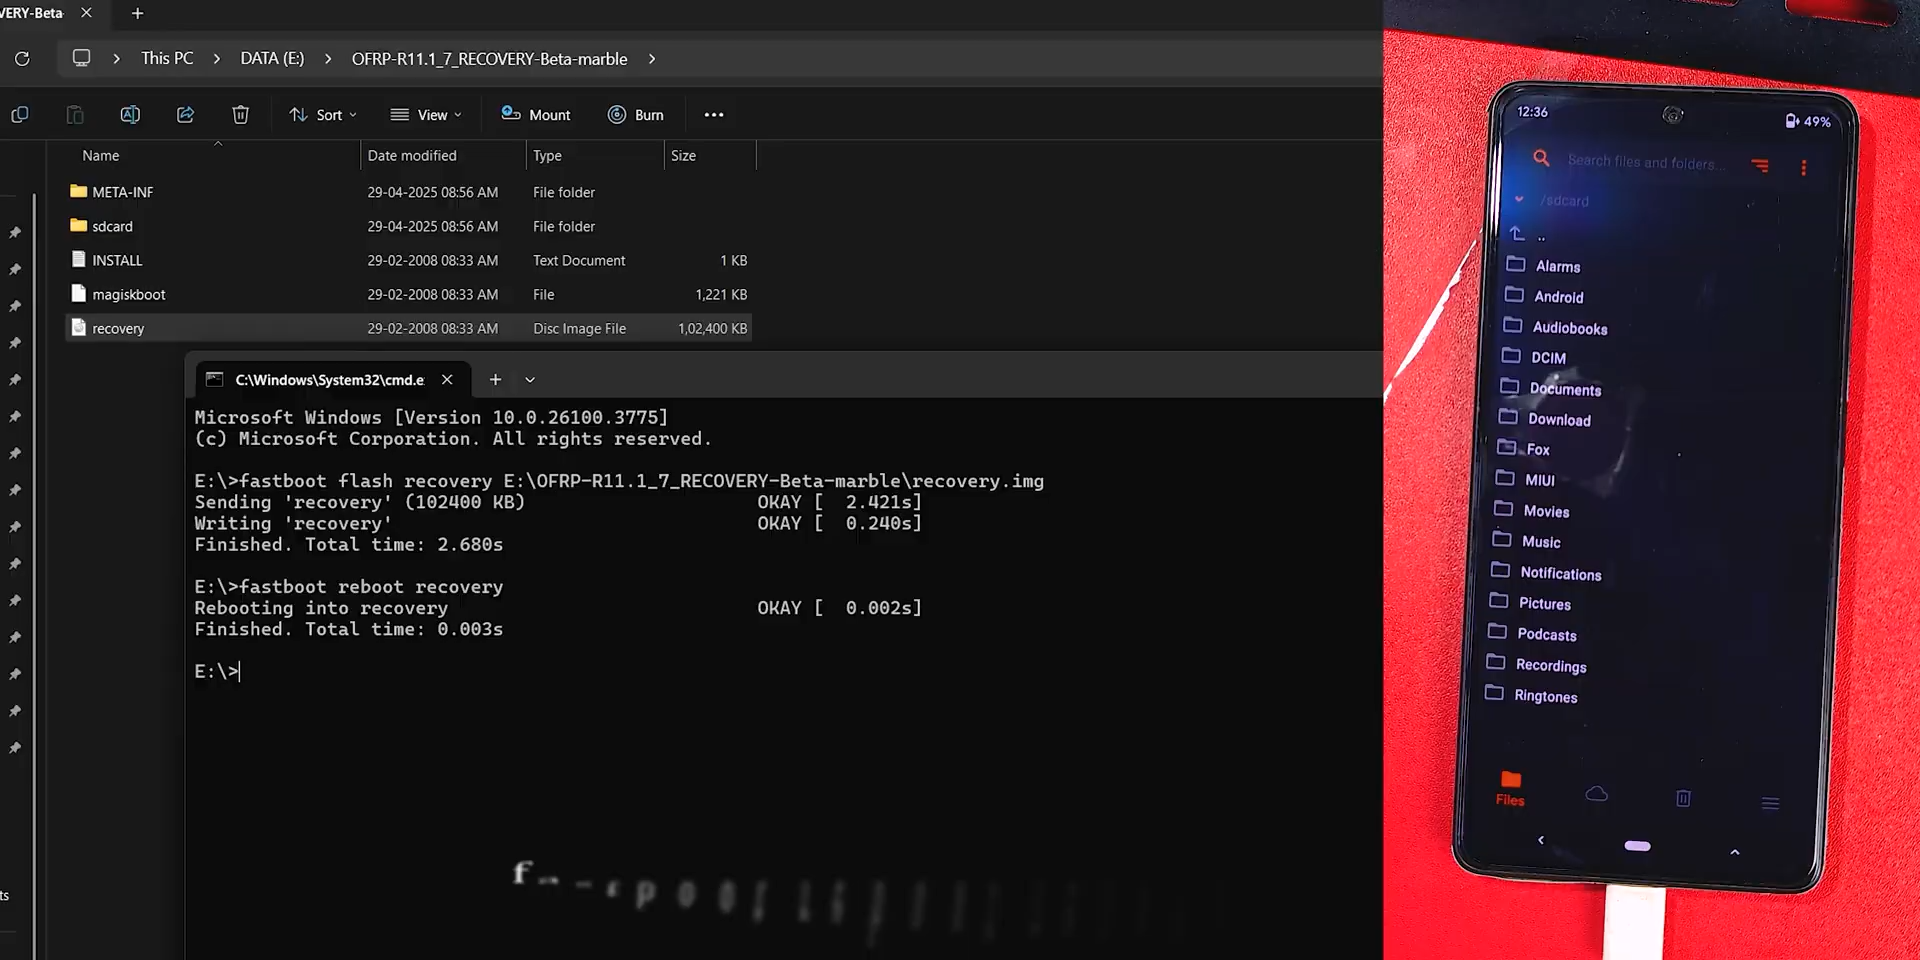 VERY-Beta
This PC
DATA (E:)
OFRP-R11.1_7_RECOVERY-Beta-marble
Sort
View
Mount
Burn
Name
Date modified
Type
Size
META-INF
29-04-2025 08:56 AM
File folder
sdcard
29-04-2025 08:56 AM
File folder
INSTALL
29-02-2008 08:33 AM
Text Document
1 KB
magiskboot
29-02-2008 08:33 AM
File
1,221 KB
recovery
29-02-2008 08:33 AM
Disc Image File
1,02,400 KB
C:\Windows\System32\cmd.e
Microsoft Windows [Version 10.0.26100.3775]
(c) Microsoft Corporation. All rights reserved.
E:\>fastboot flash recovery E:\OFRP-R11.1_7_RECOVERY-Beta-marble\recovery.img
Sending 'recovery' (102400 KB) OKAY [ 2.421s]
Writing 'recovery' OKAY [ 0.240s]
Finished. Total time: 2.680s
E:\>fastboot reboot recovery
Rebooting into recovery OKAY [ 0.002s]
Finished. Total time: 0.003s
E:\>
ts
12:36
49%
Search files and folders...
/sdcard
..
Alarms
Android
Audiobooks
DCIM
Documents
Download
Fox
MIUI
Movies
Music
Notifications
Pictures
Podcasts
Recordings
Ringtones
Files